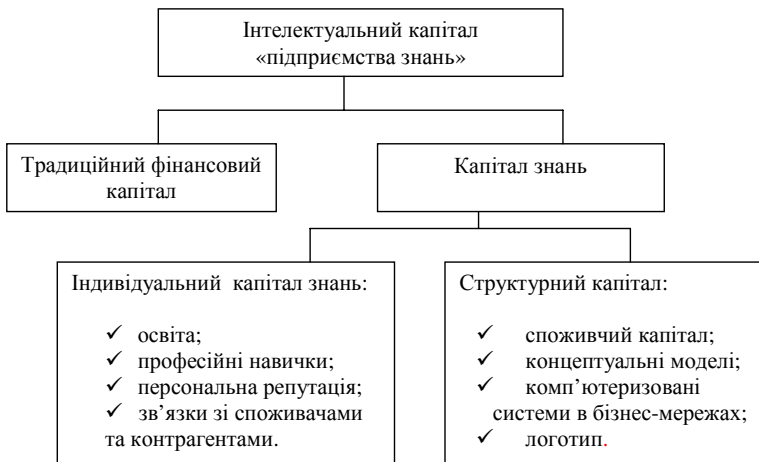 Інтелектуальний капітал
«підприємства знань»
Традиційний фінансовий
капітал
Капітал знань
Індивідуальний капітал знань:
✓ освіта;
✓ професійні навички;
✓ персональна репутація;
✓ зв’язки зі споживачами
та контрагентами.
Структурний капітал:
✓ споживчий капітал;
✓ концептуальні моделі;
✓ комп’ютеризовані
системи в бізнес-мережах;
✓ логотип.